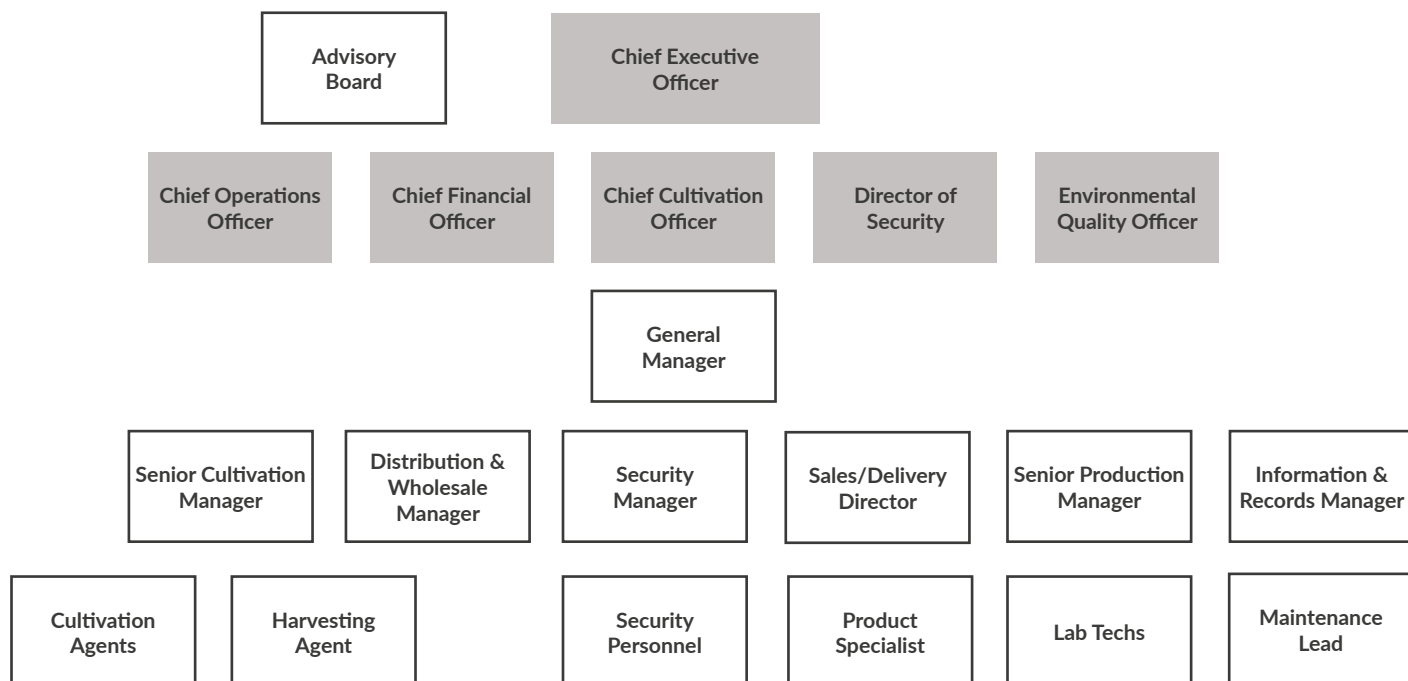 Advisory
Board
Chief Executive
Officer
Chief Operations
Officer
Chief Financial
Officer
Chief Cultivation
Officer
Director of
Security
Environmental
Quality Officer
General
Manager
Senior Cultivation
Manager
Distribution &
Wholesale
Manager
Security
Manager
Sales/Delivery
Director
Senior Production
Manager
Information &
Records Manager
Cultivation
Agents
Harvesting
Agent
Security
Personnel
Product
Specialist
Lab Techs
Maintenance
Lead